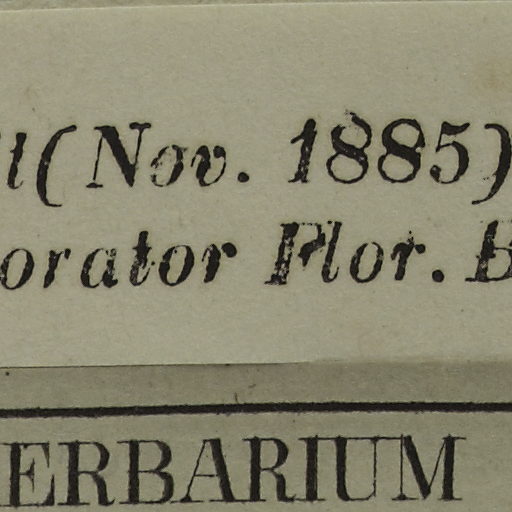 l (Nov. 1885)
orator Flor. B
ERBARIUM